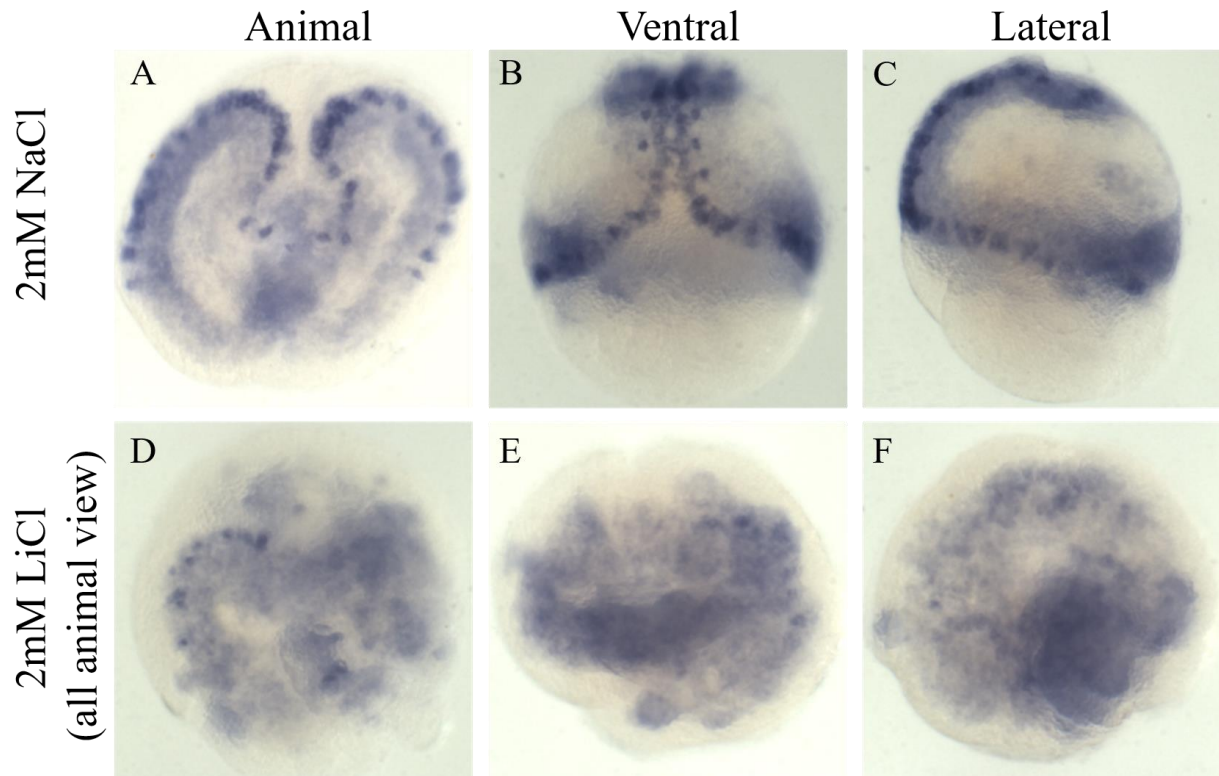 Animal
Ventral
Lateral
2mM NaCl
A
B
C
2mM LiCl
(all animal view)
D
E
F